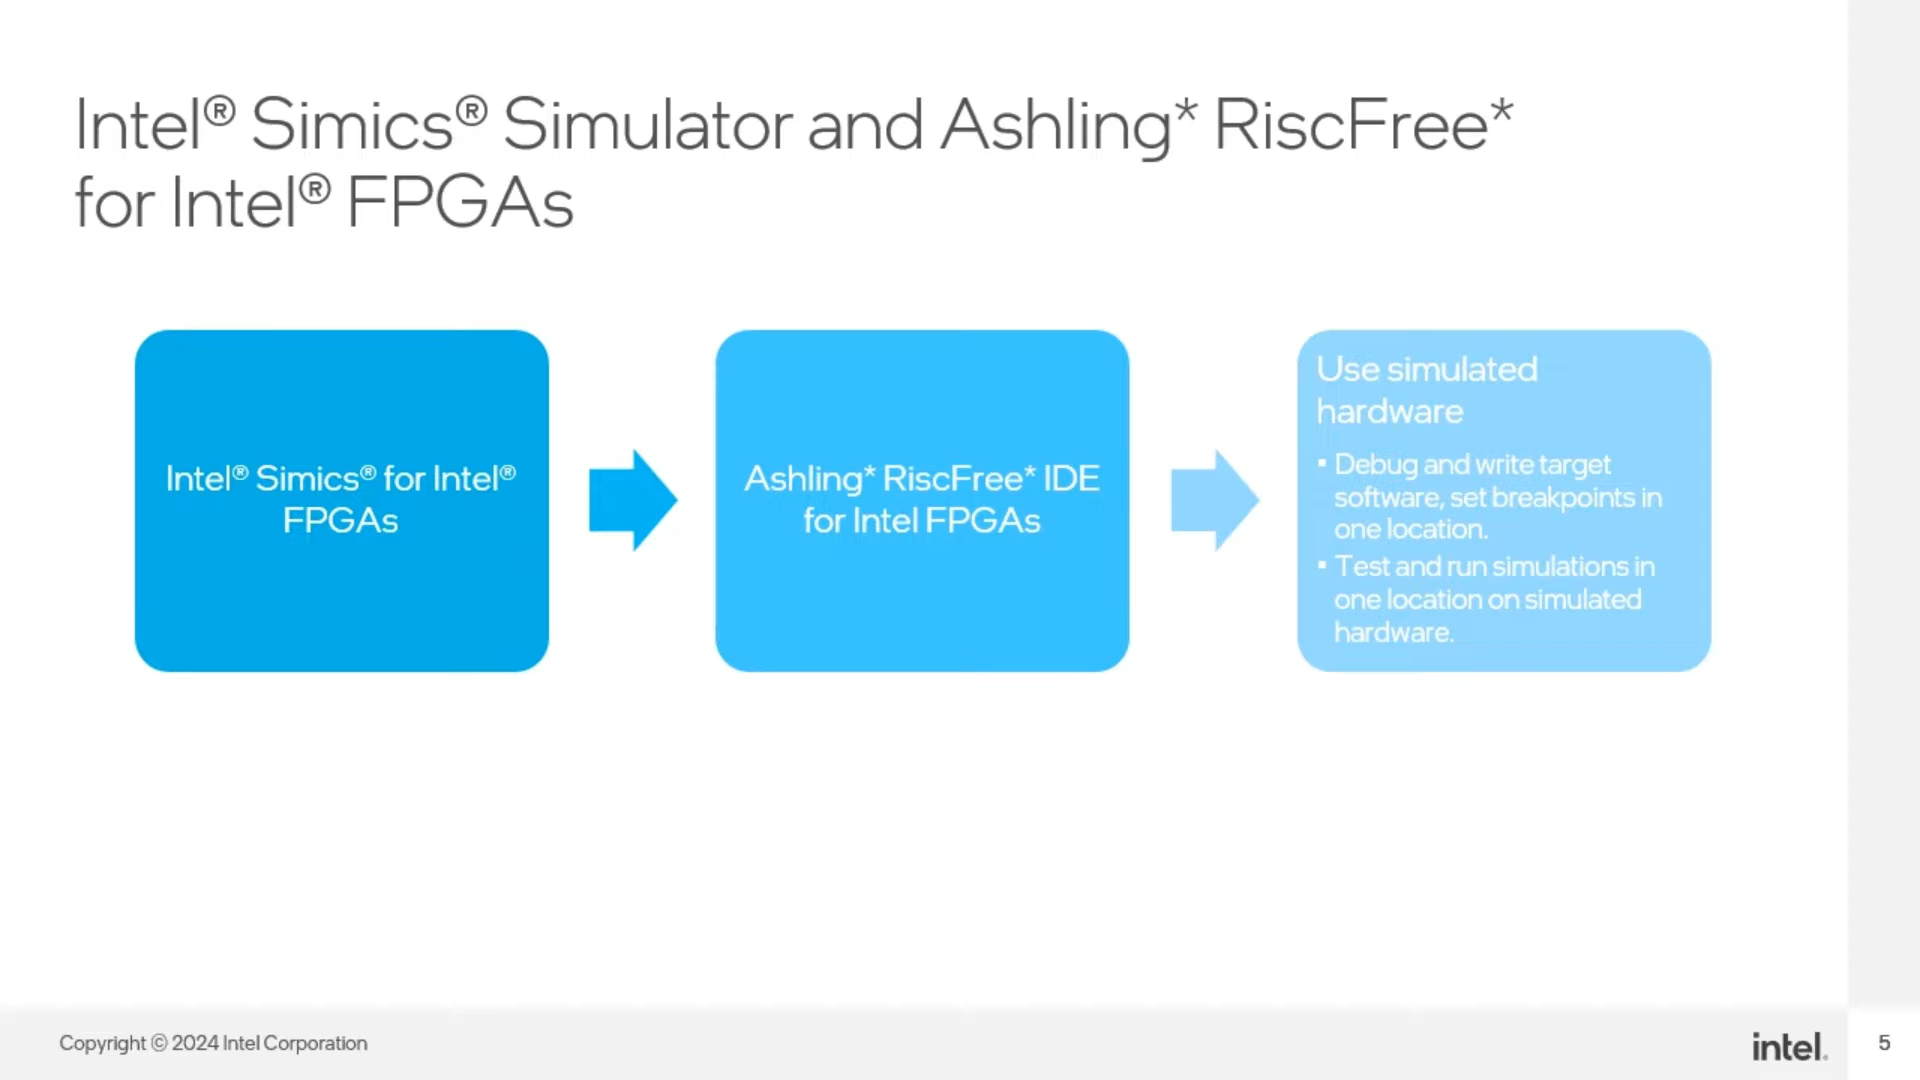 Intel® Simics® Simulator and Ashling* RiscFree*
for Intel® FPGAs
Intel® Simics® for Intel®
FPGAs
Ashling* RiscFree* IDE
for Intel FPGAs
Use simulated
hardware
▪ Debug and write target
software, set breakpoints in
one location.
▪ Test and run simulations in
one location on simulated
hardware.
Copyright © 2024 Intel Corporation
intel.
5